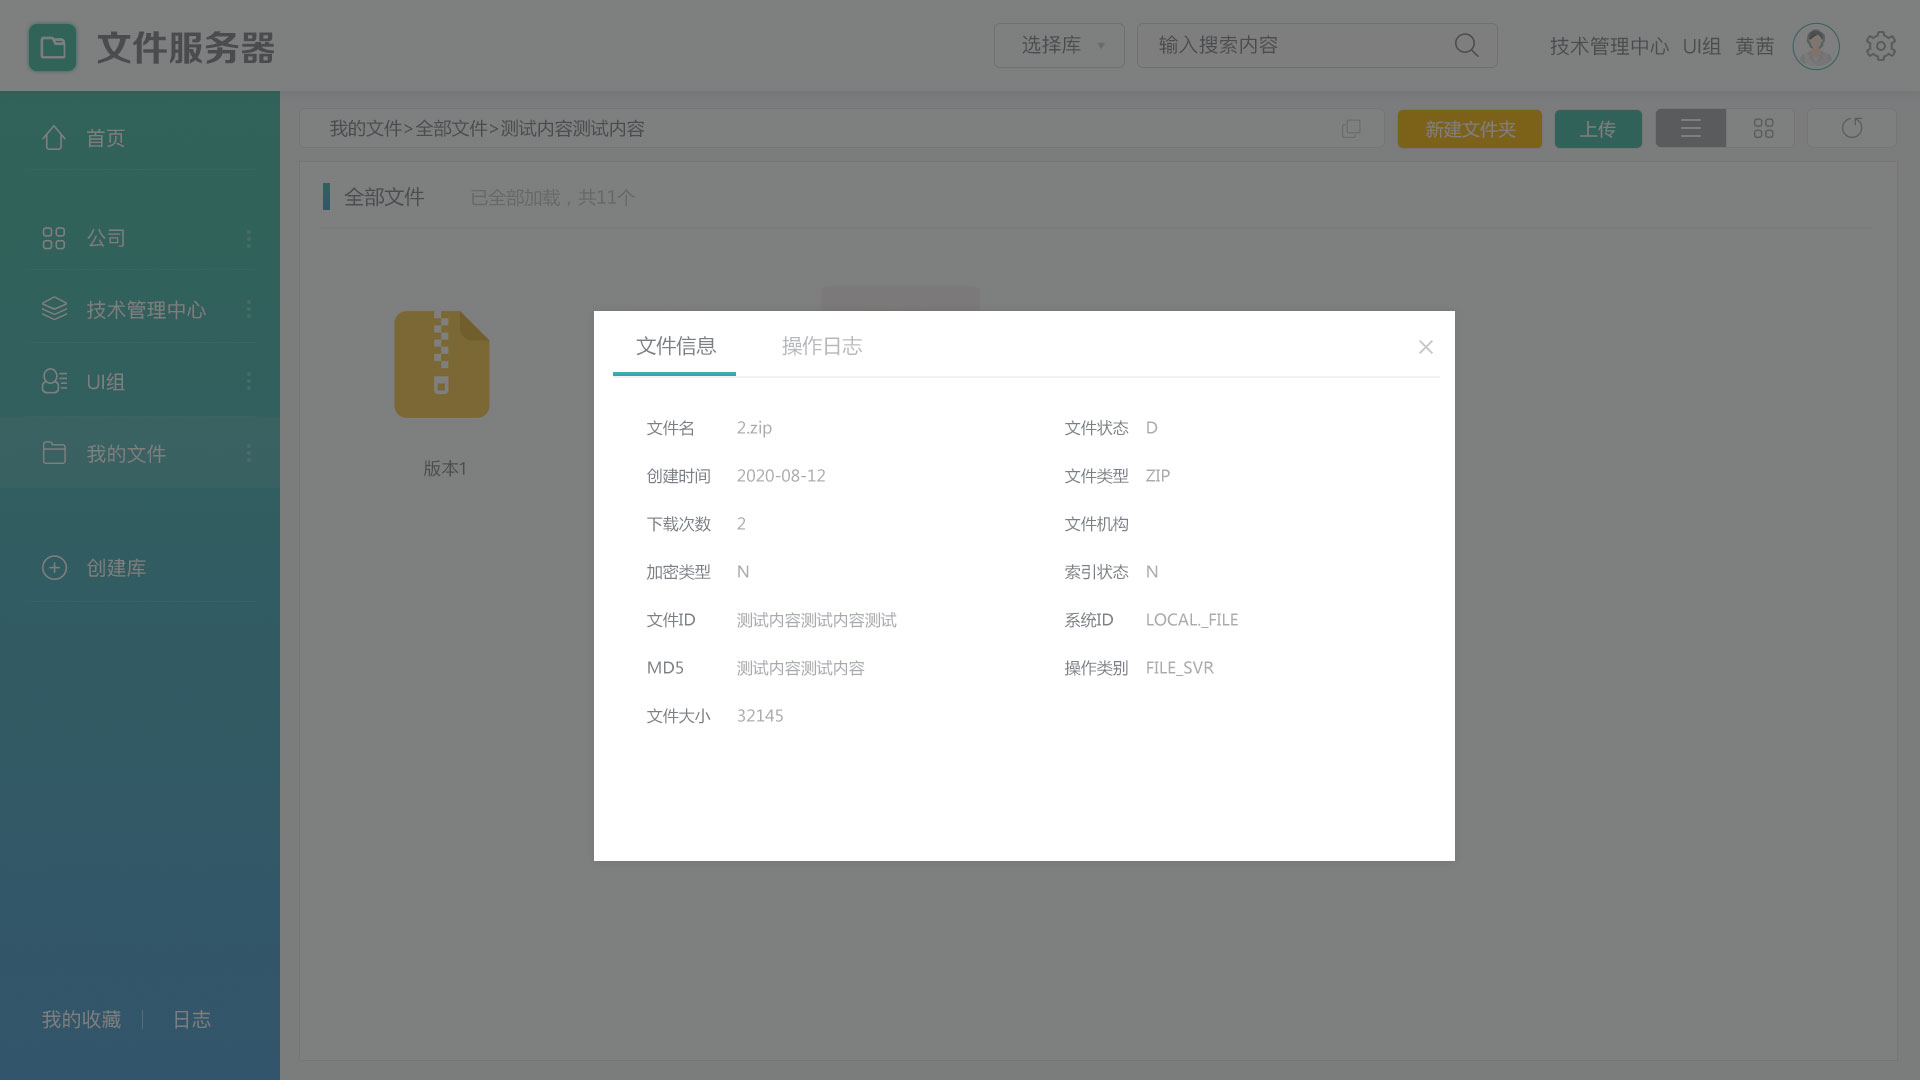 文件服务器
选择库
输入搜索内容
技术管理中心 UI组 黄茜
首页
公司
技术管理中心
UI组
我的文件
创建库
我的收藏
日志
我的文件>全部文件>测试内容测试内容
新建文件夹
上传
全部文件
已全部加载，共11个
版本1
文件信息
操作日志
文件名 2.zip
文件状态 D
创建时间 2020-08-12
文件类型 ZIP
下载次数 2
文件机构
加密类型 N
索引状态 N
文件ID 测试内容测试内容测试
系统ID LOCAL._FILE
MD5 测试内容测试内容
操作类别 FILE_SVR
文件大小 32145